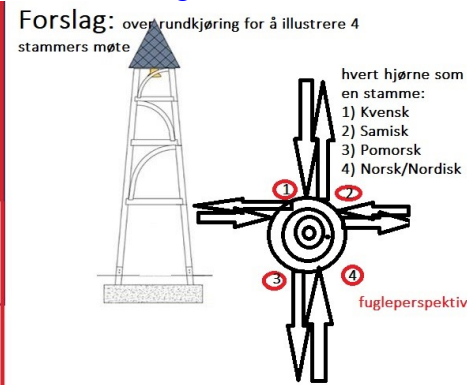 Forslag: over rundkjøring for å illustrere 4
stammers møte
hvert hjørne som
en stamme:
1) Kvensk
2) Samisk
3) Pomorsk
4) Norsk/Nordisk
1
2
3
4
fugleperspektiv